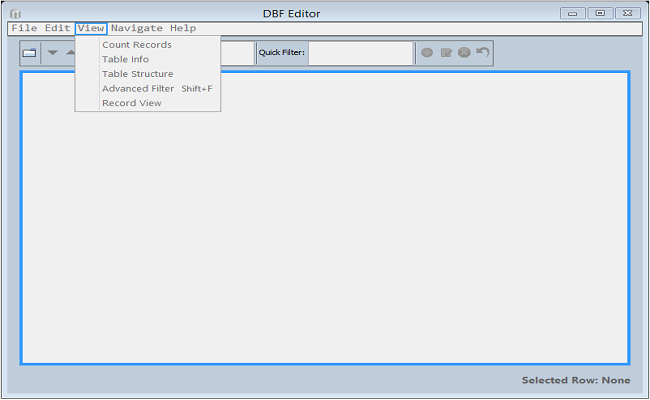 DBF Editor
File Edit View Navigate Help
Quick Filter:
Count Records
Table Info
Table Structure
Advanced Filter Shift+F
Record View
Selected Row: None